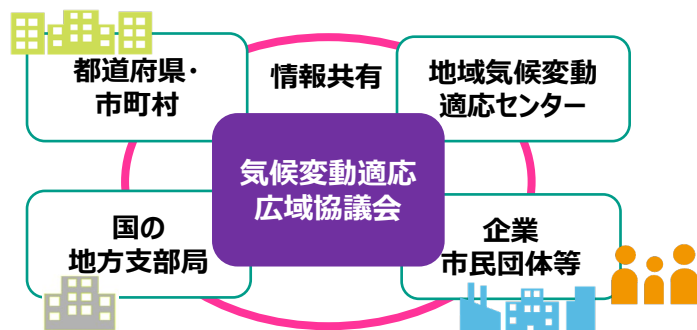 都道府県・
市町村
情報共有
地域気候変動
適応センター
気候変動適応
広域協議会
国の
地方支部局
企業
市民団体等